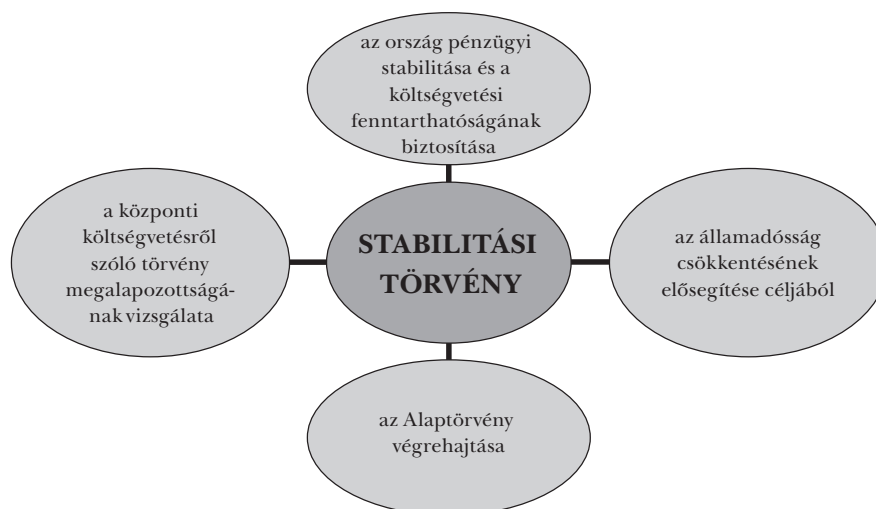 az ország pénzügyi
stabilitása és a
költségvetési
fenntarthatóságának
biztosítása
a központi
költségvetésről
szóló törvény
megalapozottságá-
nak vizsgálata
STABILITÁSI
TÖRVÉNY
az államadósság
csökkentésének
elősegítése céljából
az Alaptörvény
végrehajtása